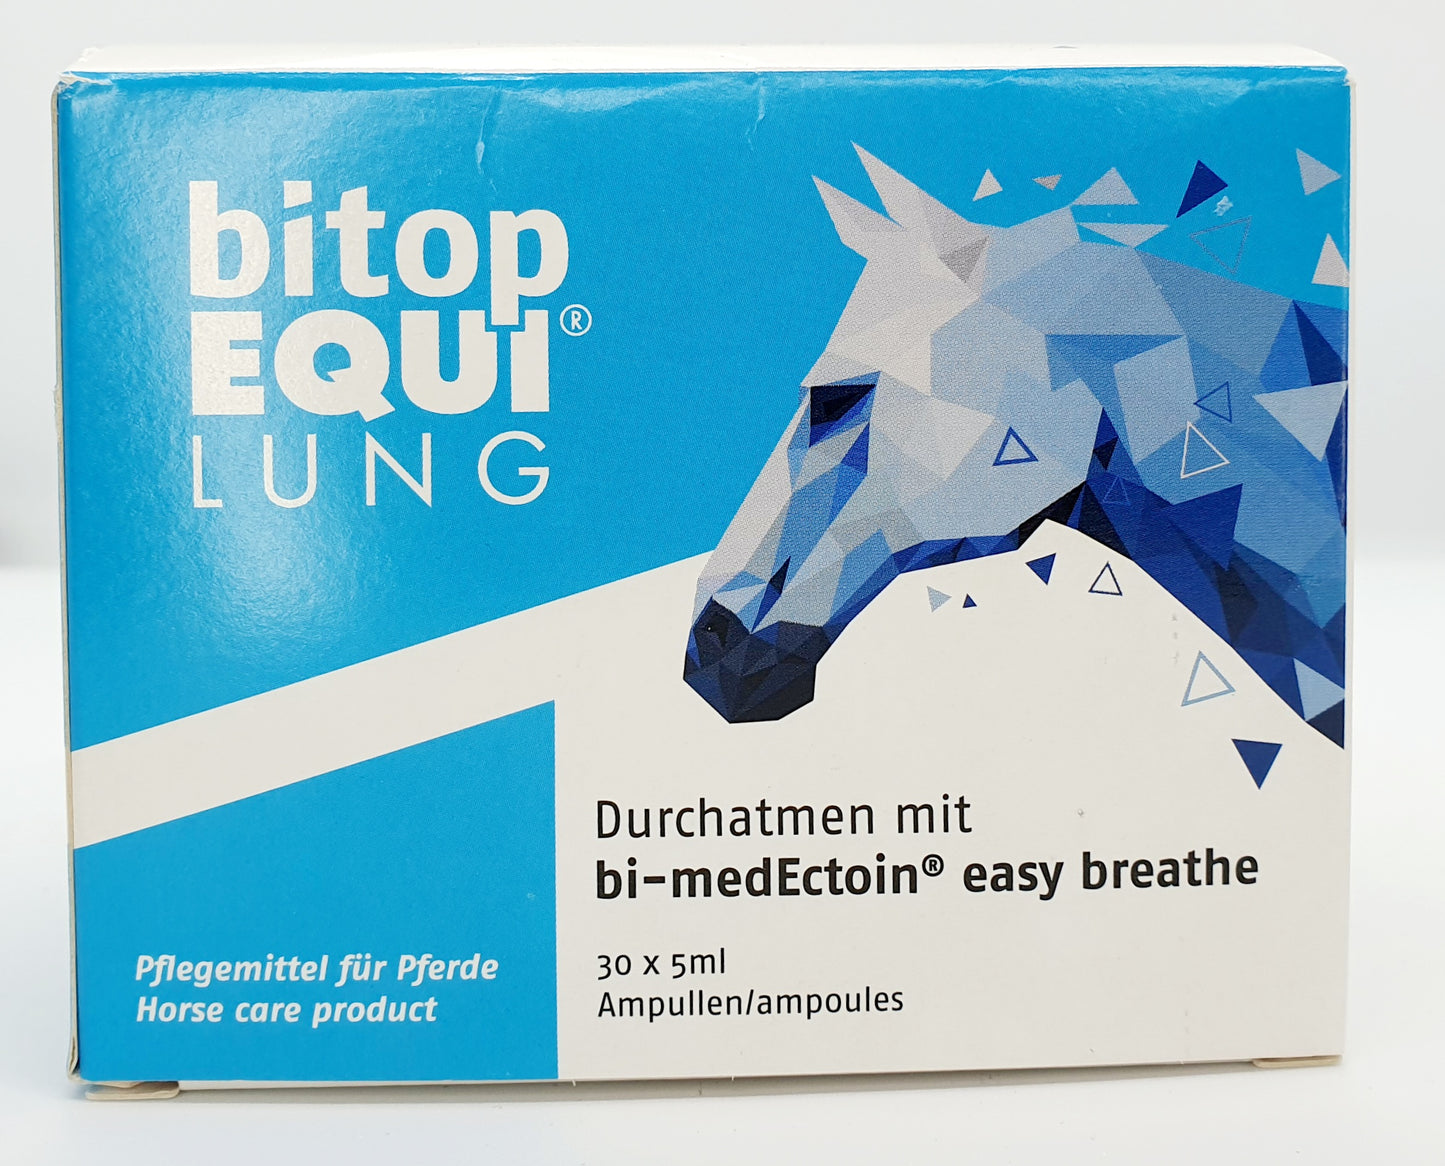 bitop
EQUI®
LUNG
Durchatmen mit
bi-medEctoin® easy breathe
30 x 5ml
Ampullen/ampoules
Pflegemittel für Pferde
Horse care product